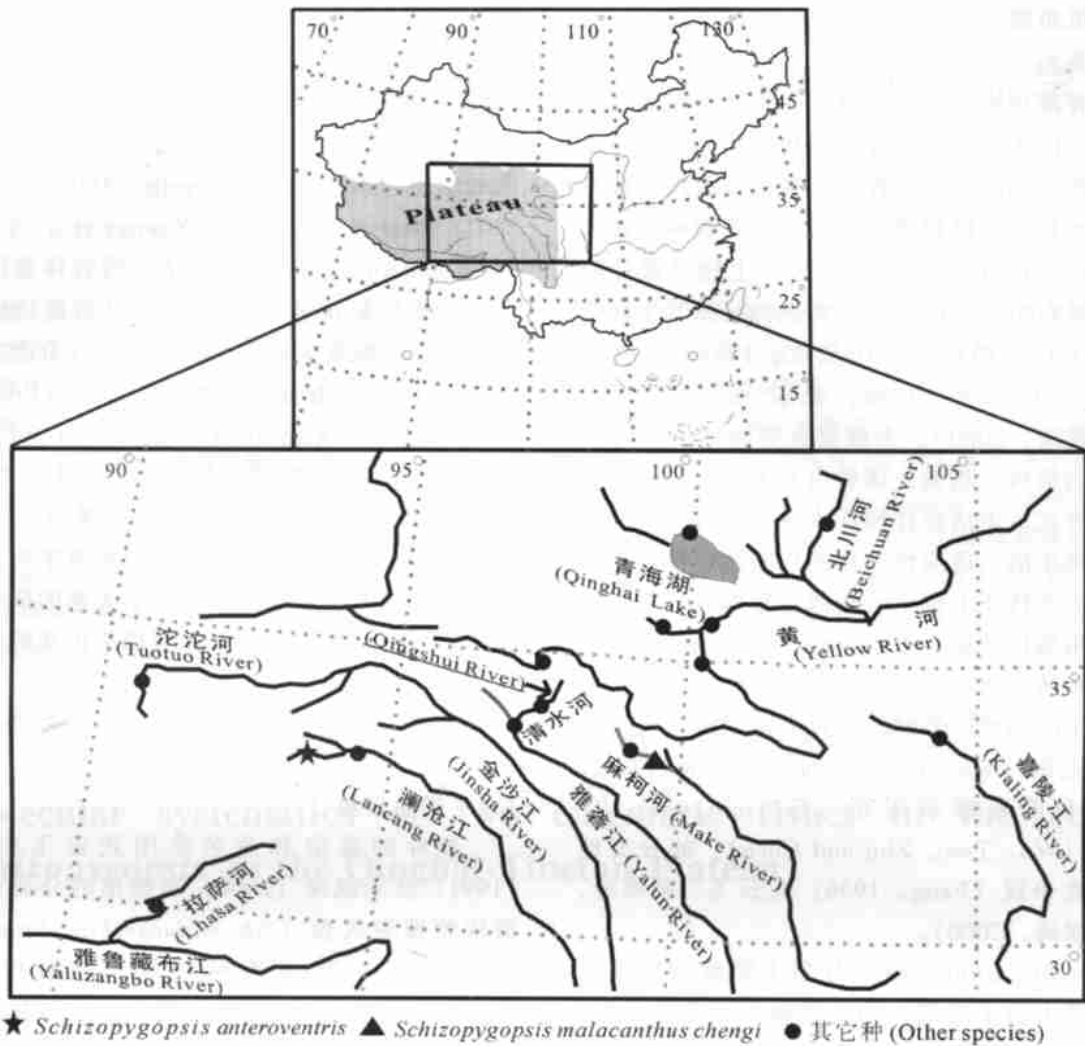 70° 90° 110° 130°
45°
35°
25°
15°
Plateau
90° 95° 100° 105°
35°
30°
北川河
(Beichuan River)
青海湖
(Qinghai Lake)
黄 河
(Yellow River)
沱沱河
(Tuotuo River)
(Qingshui River)
清水河
麻柯河
(Make River)
金沙江
(Jinsha River)
澜沧江
(Lancang River)
雅砻江 (Yalun River)
嘉陵江
(Kialing River)
拉萨河
(Lhasa River)
雅鲁藏布江
(Yaluzangbo River)
★ Schizopygopsis anteroventris ▲ Schizopygopsis malacanthus chengi ● 其它种 (Other species)